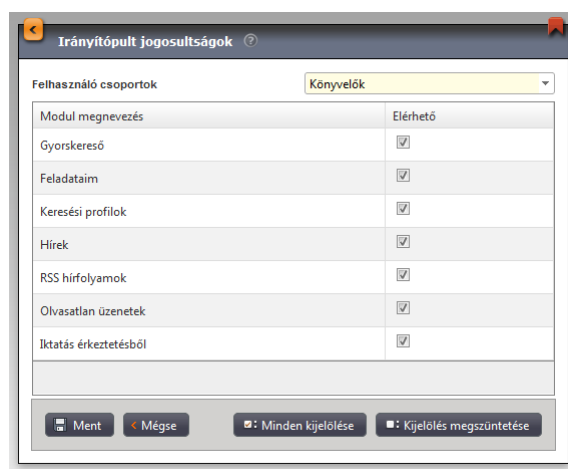 Irányítópult jogosultságok ?
Felhasználó csoportok Könyvelők
Modul megnevezés Elérhető
Gyorskereső
Feladataim
Keresési profilok
Hírek
RSS hírfolyamok
Olvasatlan üzenetek
Iktatás érkeztetésből
Ment Mégse Minden kijelölése Kijelölés megszüntetése